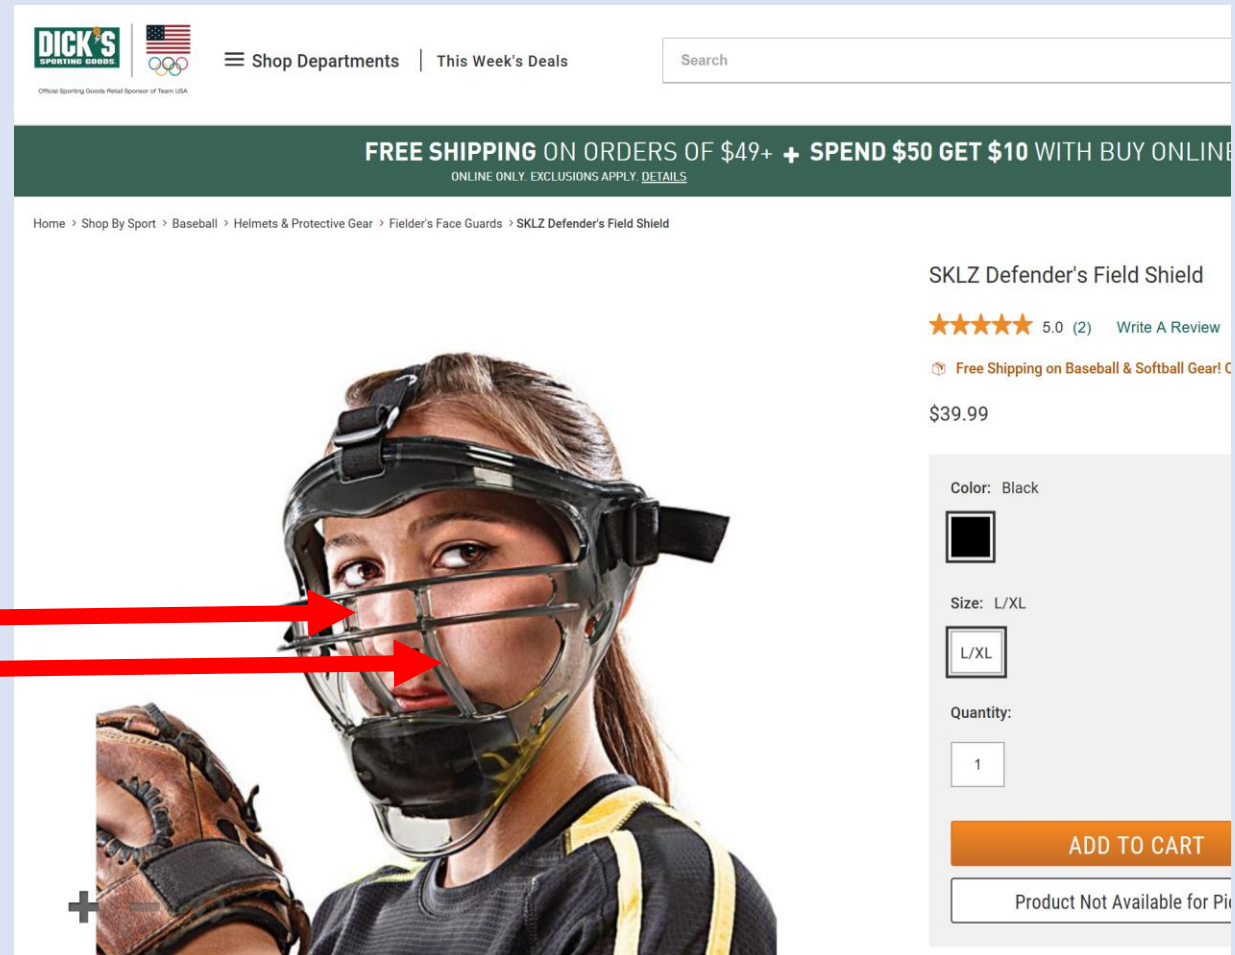 DICK'S
SPORTING GOODS
Official Sporting Goods Retail Sponsor of Team USA
Shop Departments
This Week's Deals
Search
FREE SHIPPING ON ORDERS OF $49+ + SPEND $50 GET $10 WITH BUY ONLINE
ONLINE ONLY. EXCLUSIONS APPLY. DETAILS
Home > Shop By Sport > Baseball > Helmets & Protective Gear > Fielder's Face Guards > SKLZ Defender's Field Shield
SKLZ Defender's Field Shield
5.0 (2) Write A Review
Free Shipping on Baseball & Softball Gear!
$39.99
Color: Black
Size: L/XL
L/XL
Quantity:
1
ADD TO CART
Product Not Available for